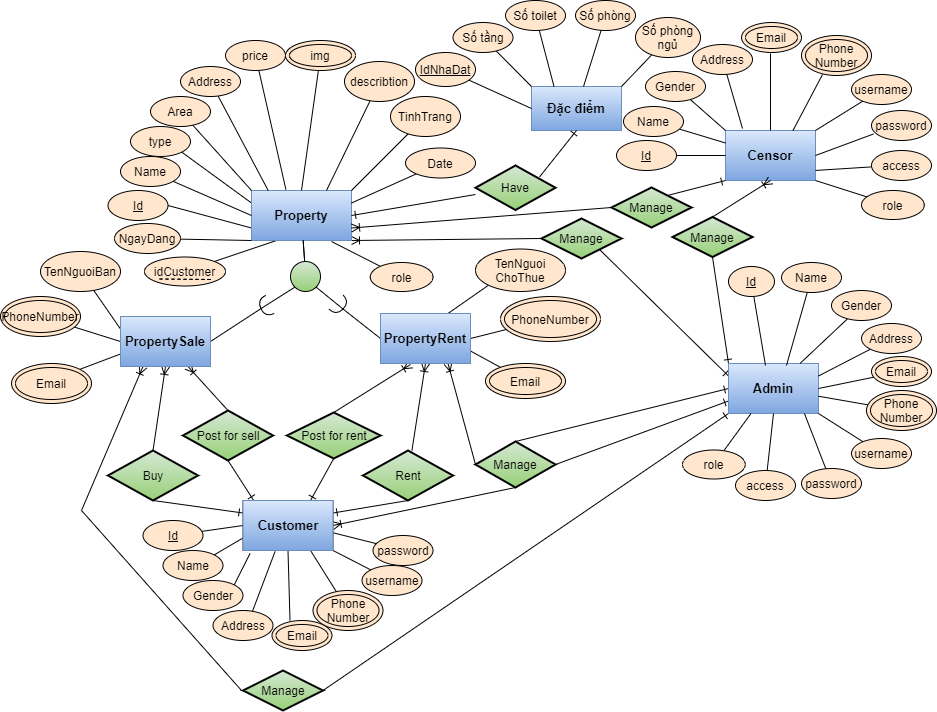 Số toilet
Số phòng
Số tầng
Số phòng
ngủ
Email
price
img
Phone
Number
Address
IdNhaDat
Address
describtion
Gender
username
Area
TinhTrang
Đặc điểm
Name
password
type
Id
Censor
access
Name
Date
Have
role
Id
Property
Manage
NgayDang
Manage
Manage
idCustomer
role
TenNguoiBan
TenNguoi
ChoThue
Id
Name
Gender
PhoneNumber
PhoneNumber
PropertySale
PropertyRent
Address
Email
Email
Email
Admin
Phone
Number
Post for sell
Post for rent
username
Buy
Rent
Manage
role
access
password
Customer
Id
password
Name
username
Gender
Phone
Number
Address
Email
Manage